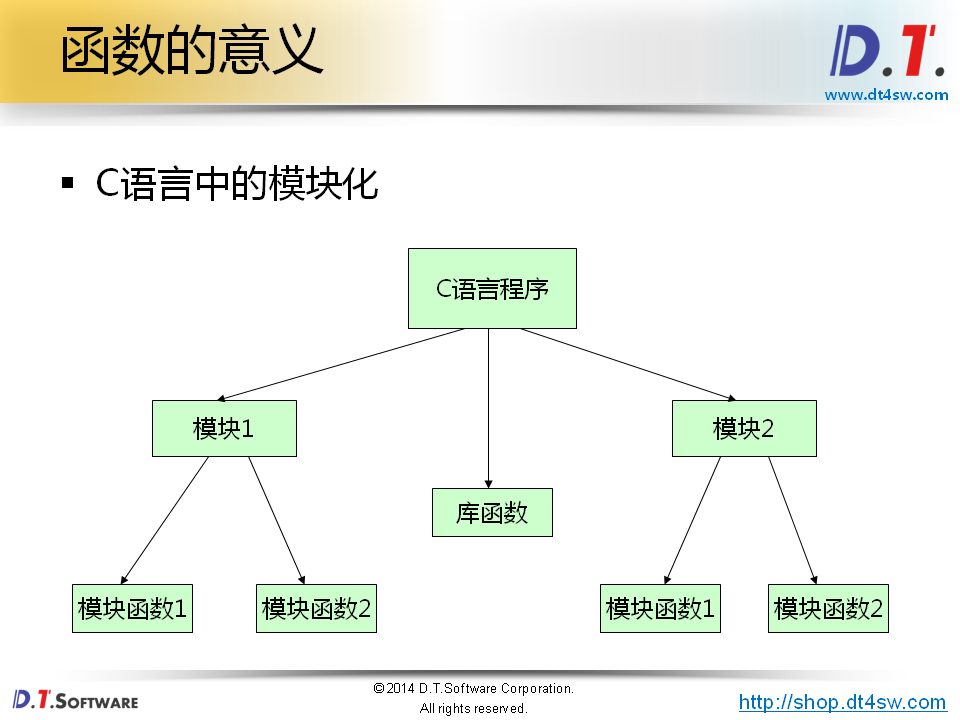 函数的意义
D.T.
www.dt4sw.com
C语言中的模块化
C语言程序
模块1
模块2
库函数
模块函数1
模块函数2
模块函数1
模块函数2
D.T.SOFTWARE
©2014 D.T.Software Corporation.
All rights reserved.
http://shop.dt4sw.com